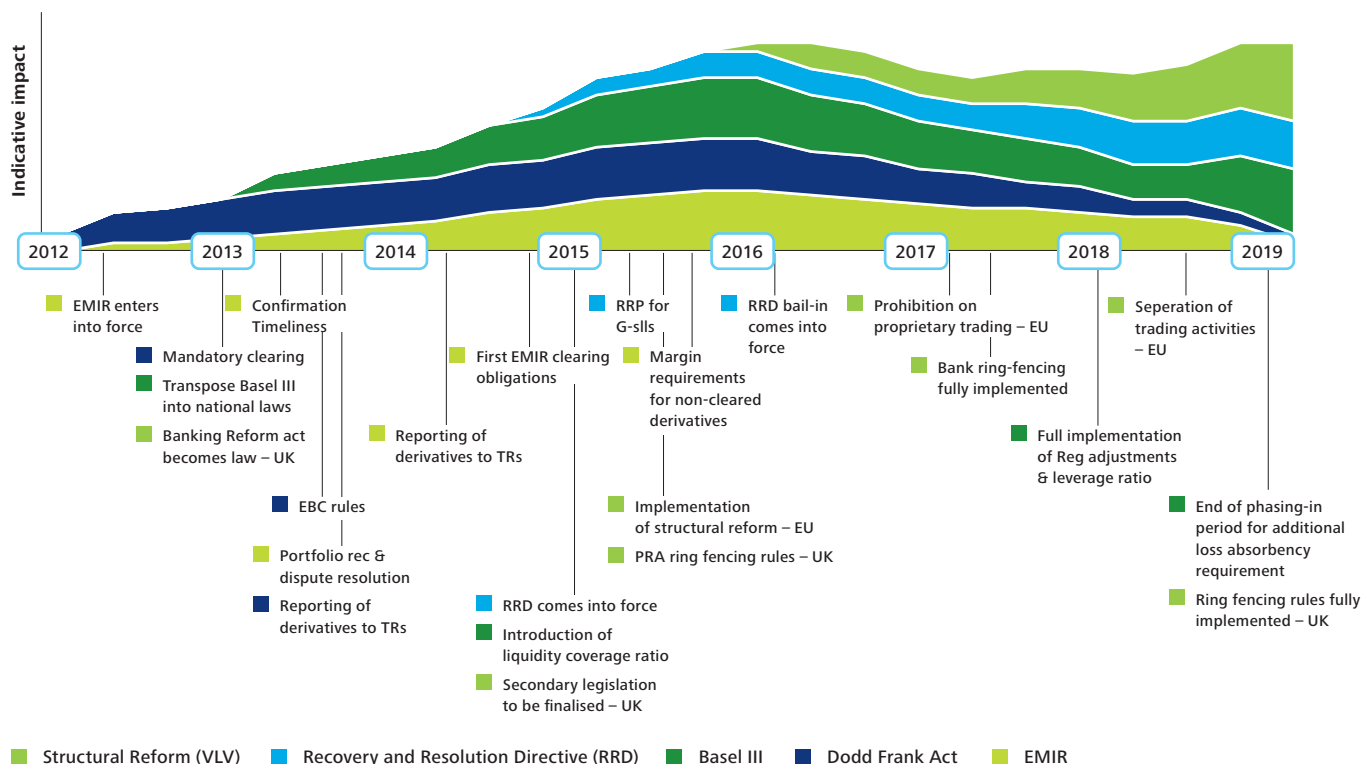 Indicative impact
2012
2013
2014
2015
2016
2017
2018
2019
EMIR enters
into force
Mandatory clearing
Transpose Basel III
into national laws
Banking Reform act
becomes law – UK
Confirmation
Timeliness
EBC rules
Portfolio rec &
dispute resolution
Reporting of
derivatives to TRs
Reporting of
derivatives to TRs
First EMIR clearing
obligations
RRD comes into force
Introduction of
liquidity coverage ratio
Secondary legislation
to be finalised – UK
RRP for
G-slls
Margin
requirements
for non-cleared
derivatives
Implementation
of structural reform – EU
PRA ring fencing rules – UK
RRD bail-in
comes into
force
Prohibition on
proprietary trading – EU
Bank ring-fencing
fully implemented
Full implementation
of Reg adjustments
& leverage ratio
Seperation of
trading activities
– EU
End of phasing-in
period for additional
loss absorbency
requirement
Ring fencing rules fully
implemented – UK
Structural Reform (VLV)
Recovery and Resolution Directive (RRD)
Basel III
Dodd Frank Act
EMIR